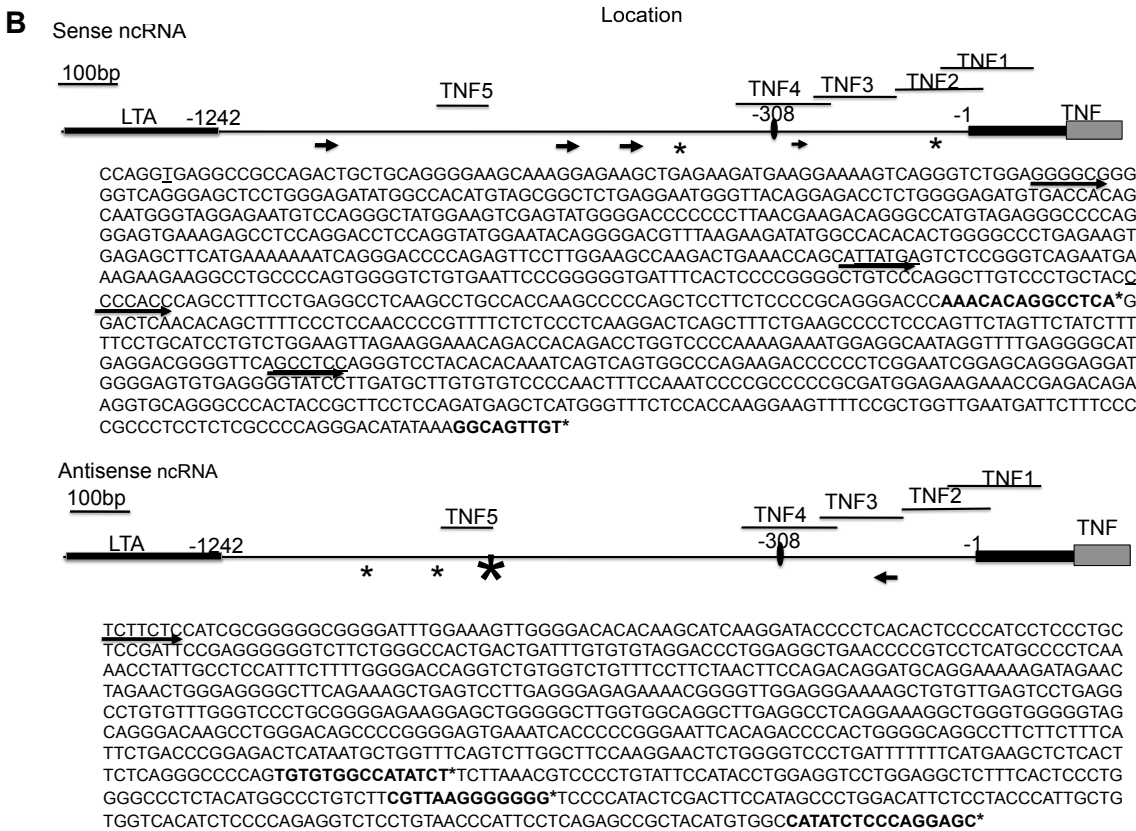 B
Location
Sense ncRNA
100bp
TNF1
TNF2
TNF3
TNF4
TNF5
LTA
-1242
-308
-1
TNF
*
*
CCAGGTGAGGCCGCCAGACTGCTGCAGGGGAAGCAAAGGAGAAGCTGAGAAGATGAAGGAAAAGTCAGGGTCTGGAGGGGCGGGG
GGTCAGGGAGCTCCTGGGAGATATGGCCACATGTAGCGGCTCTGAGGAATGGGTTACAGGAGACCTCTGGGGAGATGTGACCACAG
CAATGGGTAGGAGAATGTCCAGGGCTATGGAAGTCGAGTATGGGGACCCCCCCTTAACGAAGACAGGGCCATGTAGAGGGCCCCAG
GGAGTGAAAGAGCCTCCAGGACCTCCAGGTATGGAATACAGGGGACGTTTAAGAAGATATGGCCACACACTGGGGCCCTGAGAAGT
GAGAGCTTCATGAAAAAAATCAGGGACCCCAGAGTTCCTTGGAAGCCAAGACTGAAACCAGCATTATGAGTCTCCGGGTCAGAATGA
AAGAAGAAGGCCTGCCCCAGTGGGGTCTGTGAATTCCCGGGGGTGATTTCACTCCCCGGGGCTGTCCCAGGCTTGTCCCTGCTACC
CCCACCCAGCCTTTCCTGAGGCCTCAAGCCTGCCACCAAGCCCCCAGCTCCTTCTCCCCGCAGGGACCCAAACACAGGCCTCA*G
GACTCAACACAGCTTTTCCCTCCAACCCCGTTTTCTCTCCCTCAAGGACTCAGCTTTCTGAAGCCCCTCCCAGTTCTAGTTCTATCTTT
TTCCTGCATCCTGTCTGGAAGTTAGAAGGAAACAGACCACAGACCTGGTCCCCAAAAGAAATGGAGGCAATAGGTTTTGAGGGGCAT
GAGGACGGGGTTCAGCCTCCAGGGTCCTACACACAAATCAGTCAGTGGCCCAGAAGACCCCCCTCGGAATCGGAGCAGGGAGGAT
GGGGAGTGTGAGGGGTATCCTTGATGCTTGTGTGTCCCCAACTTTCCAAATCCCCGCCCCCGCGATGGAGAAGAAACCGAGACAGA
AGGTGCAGGGCCCACTACCGCTTCCTCCAGATGAGCTCATGGGTTTCTCCACCAAGGAAGTTTTCCGCTGGTTGAATGATTCTTTCCC
CGCCCTCCTCTCGCCCCAGGGACATATAAAGGCAGTTGT*
Antisense ncRNA
100bp
TNF1
TNF2
TNF3
TNF4
TNF5
LTA
-1242
-308
-1
TNF
*
*
*
TCTTCTCCATCGCGGGGGCGGGGATTTGGAAAGTTGGGGACACACAAGCATCAAGGATACCCCTCACACTCCCCATCCTCCCTGC
TCCGATTCCGAGGGGGGTCTTCTGGGCCACTGACTGATTTGTGTGTAGGACCCTGGAGGCTGAACCCCGTCCTCATGCCCCTCAA
AACCTATTGCCTCCATTTCTTTTGGGGACCAGGTCTGTGGTCTGTTTCCTTCTAACTTCCAGACAGGATGCAGGAAAAAGATAGAAC
TAGAACTGGGAGGGGCTTCAGAAAGCTGAGTCCTTGAGGGAGAGAAAACGGGGTTGGAGGGAAAAGCTGTGTTGAGTCCTGAGG
CCTGTGTTTGGGTCCCTGCGGGGAGAAGGAGCTGGGGGCTTGGTGGCAGGCTTGAGGCCTCAGGAAAGGCTGGGTGGGGGTAG
CAGGGACAAGCCTGGGACAGCCCCGGGGAGTGAAATCACCCCCGGGAATTCACAGACCCCACTGGGGCAGGCCTTCTTCTTTCA
TTCTGACCCGGAGACTCATAATGCTGGTTTCAGTCTTGGCTTCCAAGGAACTCTGGGGTCCCTGATTTTTTTCATGAAGCTCTCACT
TCTCAGGGCCCCAGTGTGTGGCCATATCT*TCTTAAACGTCCCCTGTATTCCATACCTGGAGGTCCTGGAGGCTCTTTCACTCCCTG
GGGCCCTCTACATGGCCCTGTCTTCGTTAAGGGGGGG*TCCCCATACTCGACTTCCATAGCCCTGGACATTCTCCTACCCATTGCTG
TGGTCACATCTCCCCAGAGGTCTCCTGTAACCCATTCCTCAGAGCCGCTACATGTGGCCATATCTCCCAGGAGC*